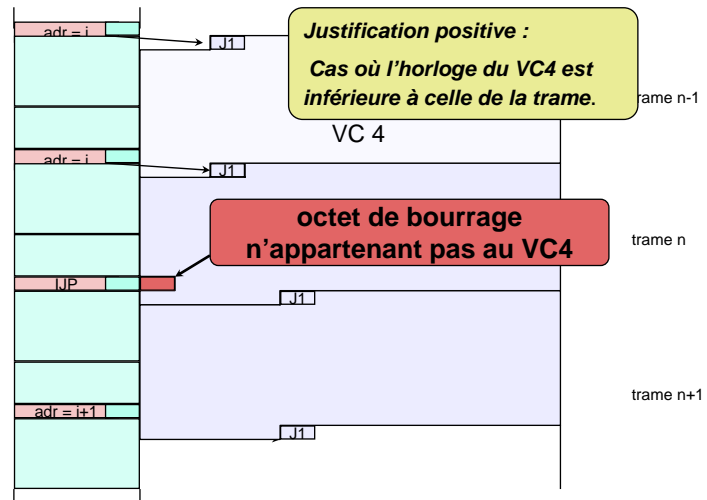 adr = i
J1
Justification positive :
Cas où l'horloge du VC4 est
inférieure à celle de la trame.
trame n-1
VC 4
adr = i
J1
octet de bourrage
n'appartenant pas au VC4
trame n
IJP
J1
trame n+1
adr = i+1
J1